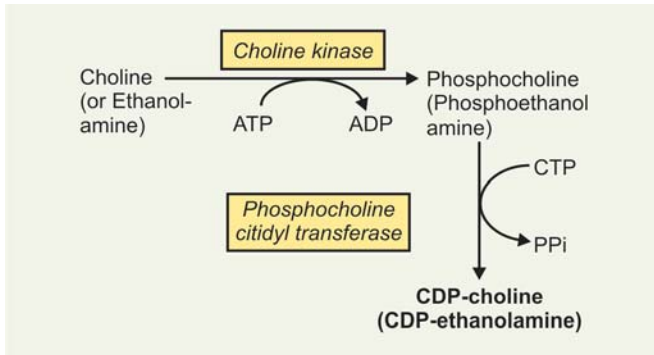 Choline kinase
Choline
(or Ethanol-
amine)
ATP
ADP
Phosphocholine
(Phosphoethanol
amine)
CTP
Phosphocholine
citidyl transferase
PPi
CDP-choline
(CDP-ethanolamine)